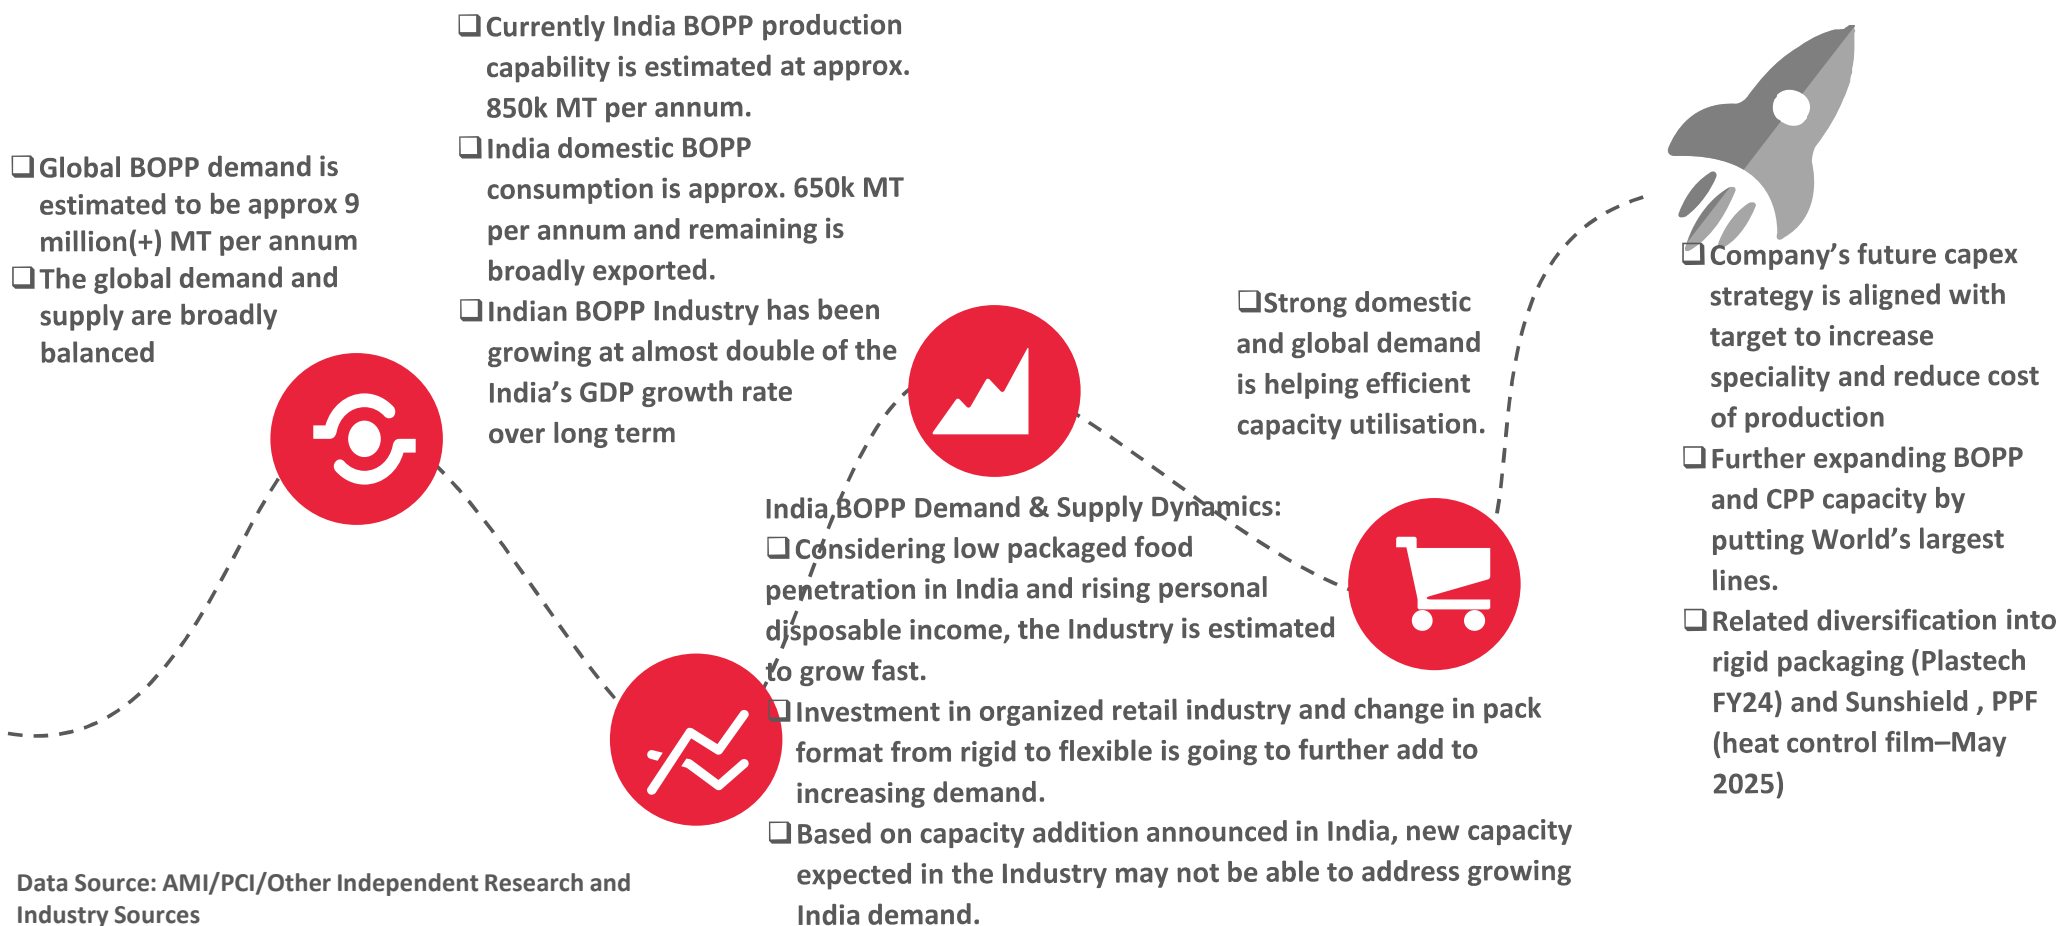 ❑Global BOPP demand is
estimated to be approx 9
million(+) MT per annum
❑The global demand and
supply are broadly
balanced
❑Currently India BOPP production
capability is estimated at approx.
850k MT per annum.
❑India domestic BOPP
consumption is approx. 650k MT
per annum and remaining is
broadly exported.
❑Indian BOPP Industry has been
growing at almost double of the
India’s GDP growth rate
over long term
India BOPP Demand & Supply Dynamics:
❑Considering low packaged food
penetration in India and rising personal
disposable income, the Industry is estimated
to grow fast.
❑Investment in organized retail industry and change in pack
format from rigid to flexible is going to further add to
increasing demand.
❑Based on capacity addition announced in India, new capacity
expected in the Industry may not be able to address growing
India demand.
❑Strong domestic
and global demand
is helping efficient
capacity utilisation.
❑Company’s future capex
strategy is aligned with
target to increase
speciality and reduce cost
of production
❑Further expanding BOPP
and CPP capacity by
putting World’s largest
lines.
❑Related diversification into
rigid packaging (Plastech
FY24) and Sunshield , PPF
(heat control film–May
2025)
Data Source: AMI/PCI/Other Independent Research and
Industry Sources